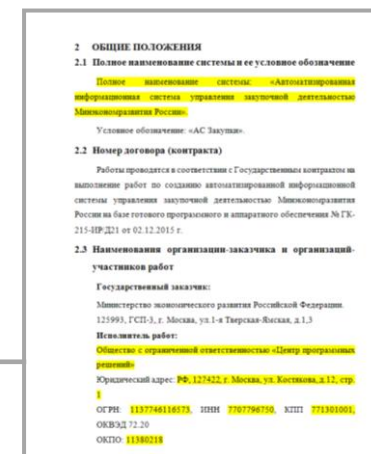 2 ОБЩИЕ ПОЛОЖЕНИЯ
2.1 Полное наименование системы и ее условное обозначение
Полное наименование системы: «Автоматизированная
информационная система управления закупочной деятельностью
Минэкономразвития России».
Условное обозначение: «АС Закупки».
2.2 Номер договора (контракта)
Работы проводятся в соответствии с Государственным контрактом на
выполнение работ по созданию автоматизированной информационной
системы управления закупочной деятельностью Минэкономразвития
России на базе готового программного и аппаратного обеспечения № ГК-
215-ИР/Д21 от 02.12.2015 г.
2.3 Наименования организации-заказчика и организаций-
участников работ
Государственный заказчик:
Министерство экономического развития Российской Федерации.
125993, ГСП-3, г. Москва, ул.1-я Тверская-Ямская, д.1,3
Исполнитель работ:
Общество с ограниченной ответственностью «Центр программных
решений»
Юридический адрес: РФ, 127422, г. Москва, ул. Костякова, д.12, стр.
1
ОГРН: 1137746116573, ИНН 7707796750, КПП 771301001,
ОКВЭД 72.20
ОКПО: 11380218